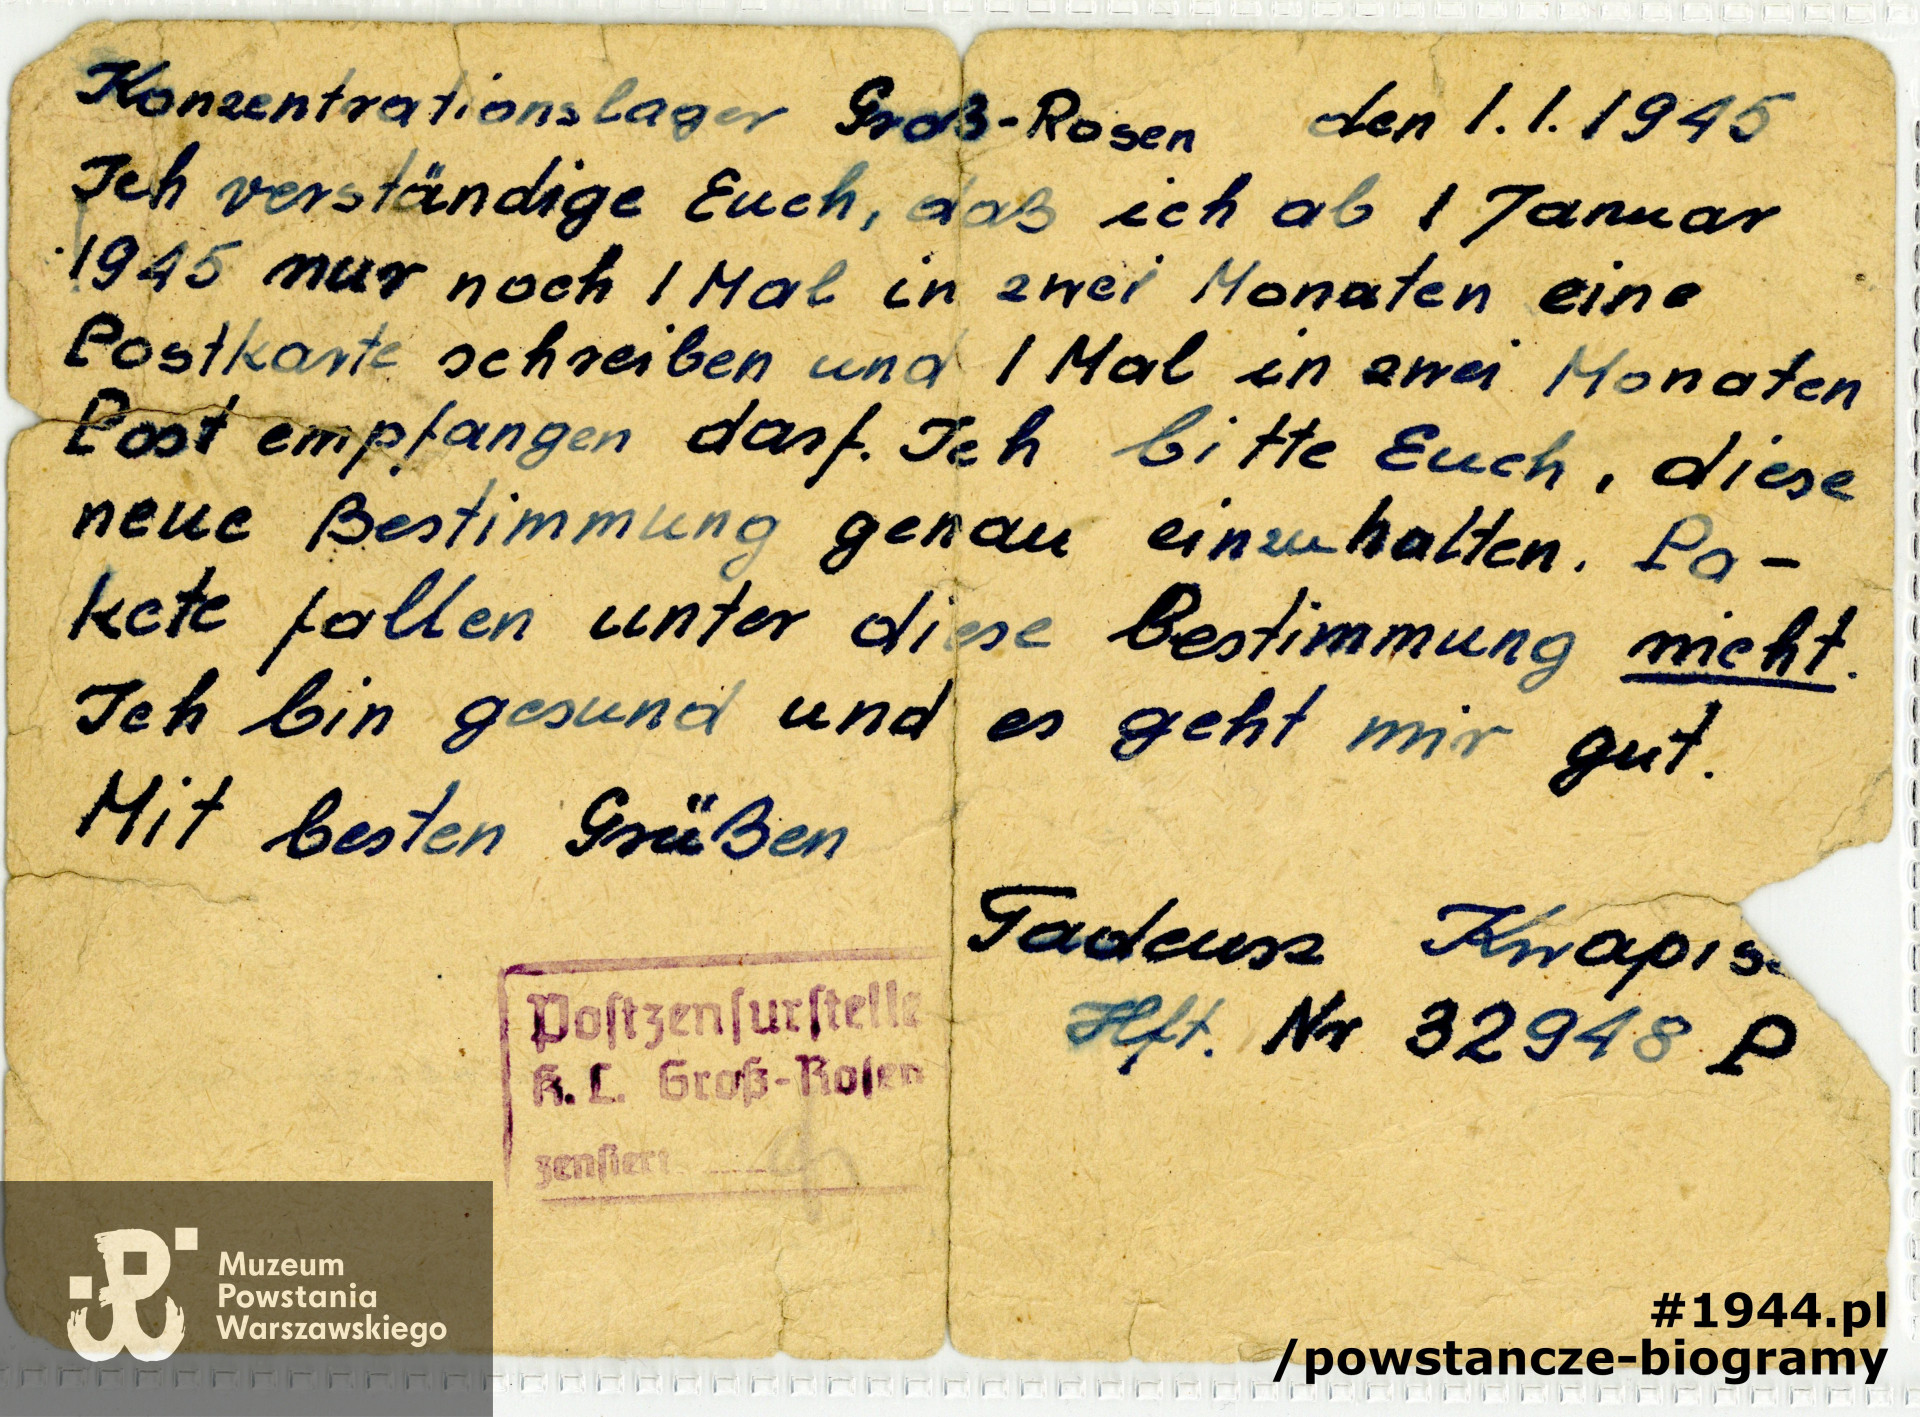 Konzentrationslager Groß-Rosen den 1.1.1945
Ich verständige Euch, daß ich ab 1 Januar
1945 nur noch 1 Mal in zwei Monaten eine
Postkarte schreiben und 1 Mal in zwei Monaten
Post empfangen darf. Ich bitte Euch, diese
neue Bestimmung genau einzuhalten. Pa-
kete fallen unter diese Bestimmung nicht.
Ich bin gesund und es geht mir gut.
Mit besten Grüßen
Tadeusz
Hft. Nr 32948 P
Postzensurstelle
K. L. Groß-Rosen
zensiert
Muzeum
Powstania
Warszawskiego
#1944.pl
/powstancze-biogramy